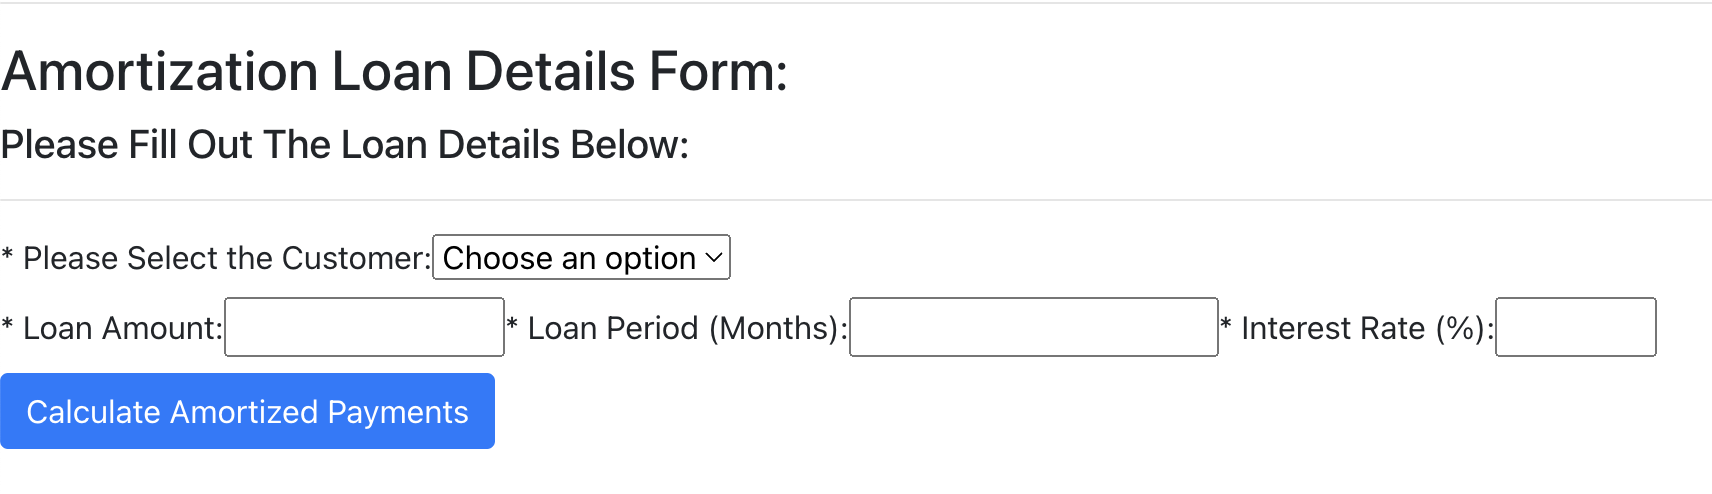 Amortization Loan Details Form:
Please Fill Out The Loan Details Below:
* Please Select the Customer: Choose an option
* Loan Amount: * Loan Period (Months): * Interest Rate (%):
Calculate Amortized Payments